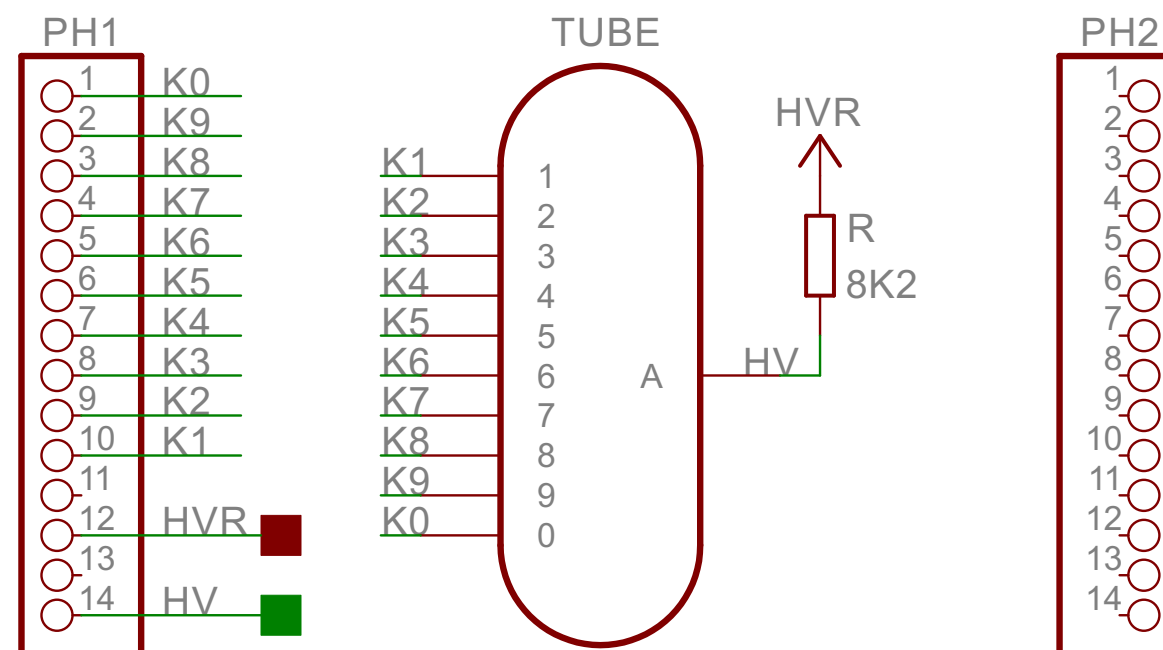 PH1
1 K0
2 K9
3 K8
4 K7
5 K6
6 K5
7 K4
8 K3
9 K2
10 K1
11
12 HVR
13
14 HV
TUBE
K1 1
K2 2
K3 3
K4 4
K5 5
K6 6
K7 7
K8 8
K9 9
K0 0
A
HV
HVR
R
8K2
PH2
1
2
3
4
5
6
7
8
9
10
11
12
13
14